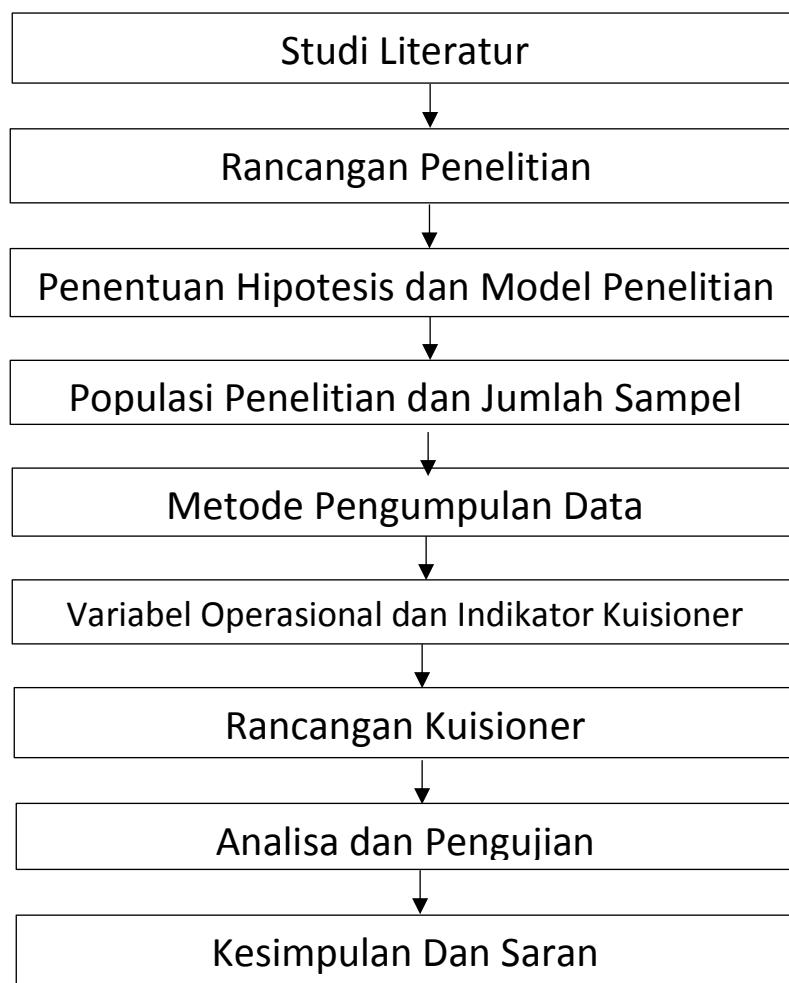 Studi Literatur
Rancangan Penelitian
Penentuan Hipotesis dan Model Penelitian
Populasi Penelitian dan Jumlah Sampel
Metode Pengumpulan Data
Variabel Operasional dan Indikator Kuisioner
Rancangan Kuisioner
Analisa dan Pengujian
Kesimpulan Dan Saran